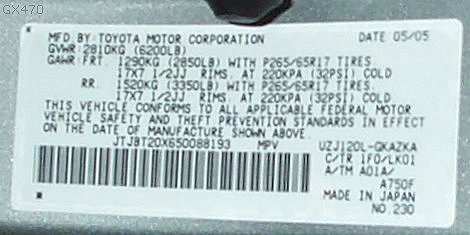 GX470
MFD.BY:TOYOTA MOTOR CORPORATION DATE 05/05
GVWR:2810KG (6200LB)
GAWR:FRT. 1290KG (2850LB) WITH P265/65R17 TIRES
17X7 1/2JJ RIMS, AT 220KPA (32PSI) COLD
RR. 1520KG (3350LB) WITH P265/65R17 TIRES
17X7 1/2JJ RIMS, AT 220KPA (32PSI) COLD
THIS VEHICLE CONFORMS TO ALL APPLICABLE FEDERAL MOTOR
VEHICLE SAFETY AND THEFT PREVENTION STANDARDS IN EFFECT
ON THE DATE OF MANUFACTURE SHOWN ABOVE.
JTJBT20X650088193 MPV UZJ120L-GKAZKA
C/TR 1F0/LK01
A/TM A01A/
A750F
MADE IN JAPAN
NO.230